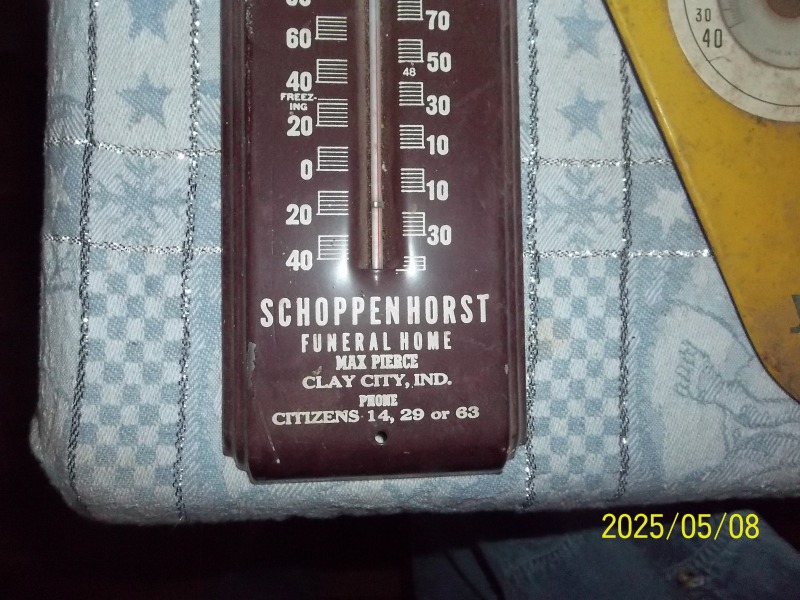 60
40
FREEZ-
ING
20
0
20
40
70
50
48
30
10
10
30
SCHOPPENHORST
FUNERAL HOME
MAX PIERCE
CLAY CITY, IND.
PHONE
CITIZENS 14, 29 or 63
30
40
2025/05/08